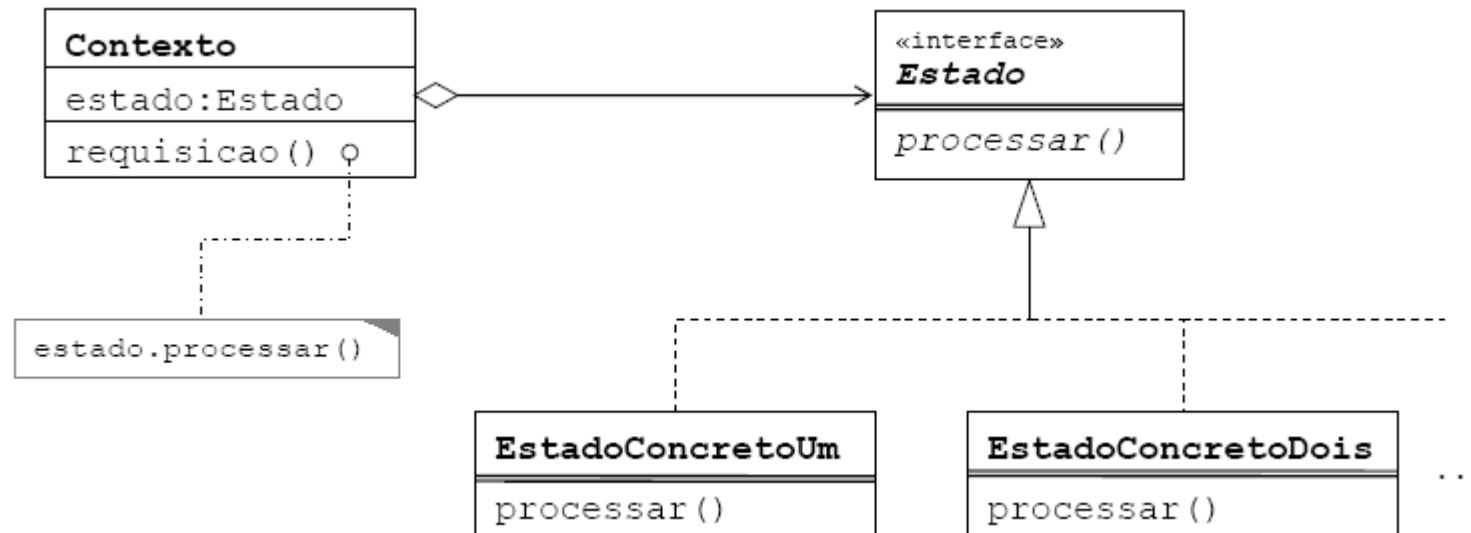 Contexto
estado:Estado
requisicao()
estado.processar()
«interface»
Estado
processar()
EstadoConcretoUm
processar()
EstadoConcretoDois
processar()
..